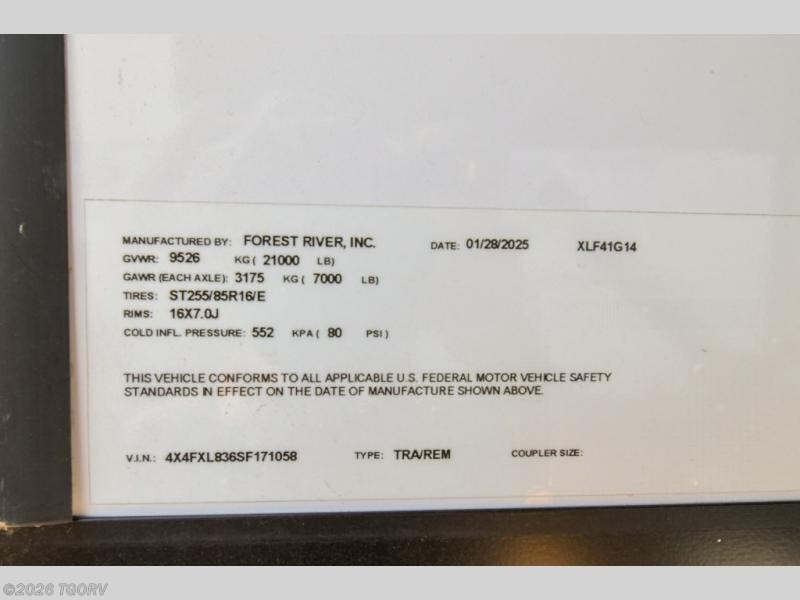 MANUFACTURED BY: FOREST RIVER, INC. DATE: 01/28/2025 XLF41G14
GVWR: 9526 KG ( 21000 LB)
GAWR (EACH AXLE): 3175 KG ( 7000 LB)
TIRES: ST255/85R16/E
RIMS: 16X7.0J
COLD INFL. PRESSURE: 552 KPA ( 80 PSI )
THIS VEHICLE CONFORMS TO ALL APPLICABLE U.S. FEDERAL MOTOR VEHICLE SAFETY
STANDARDS IN EFFECT ON THE DATE OF MANUFACTURE SHOWN ABOVE.
V.I.N.: 4X4FXL836SF171058 TYPE: TRA/REM COUPLER SIZE:
©2026 TGORV